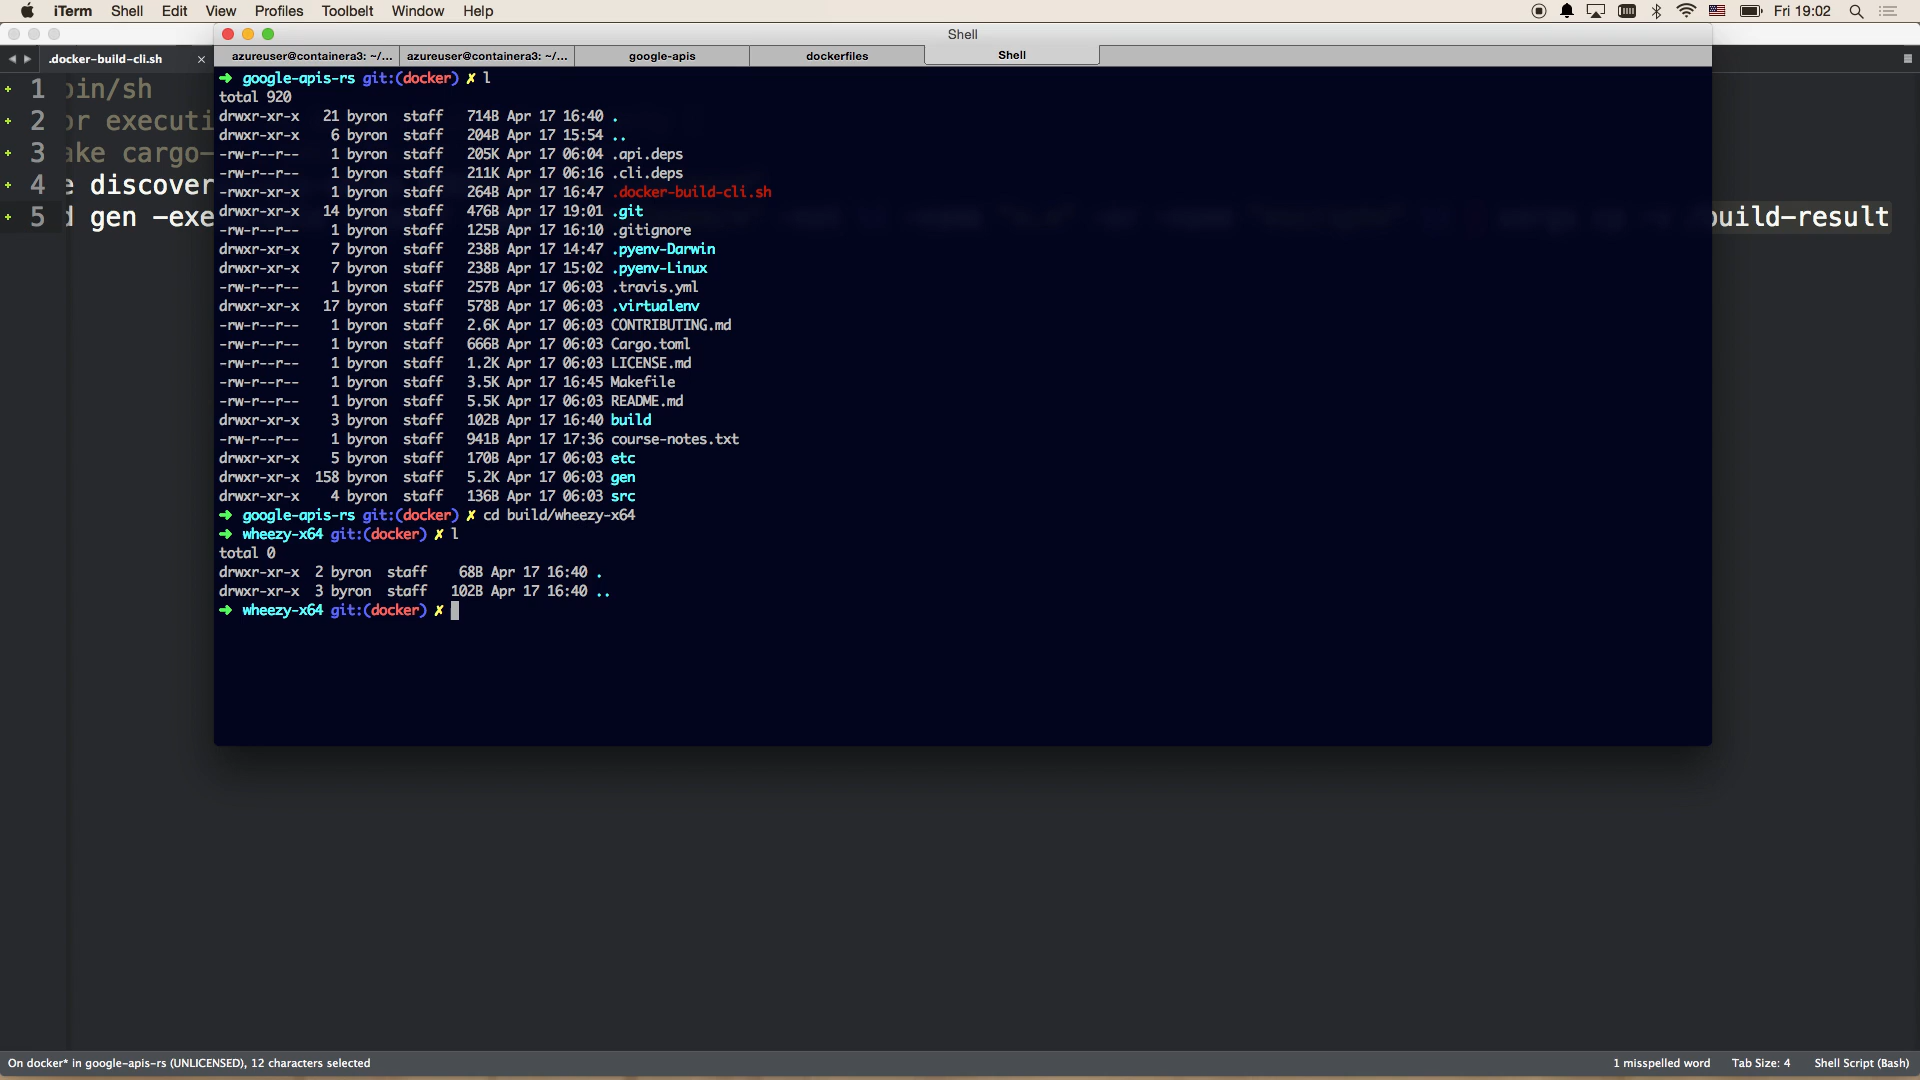 iTerm Shell Edit View Profiles Toolbelt Window Help Fri 19:02
Shell
.docker-build-cli.sh × azureuser@containera3: ~/... azureuser@containera3: ~/... google-apis dockerfiles Shell
➜ google-apis-rs git:(docker) ✗ l
1 bin/sh
total 920
drwxr-xr-x 21 byron staff 714B Apr 17 16:40 .
2 or executi
drwxr-xr-x 6 byron staff 204B Apr 17 15:54 ..
3 ake cargo-
-rw-r--r-- 1 byron staff 205K Apr 17 06:04 .api.deps
-rw-r--r-- 1 byron staff 211K Apr 17 06:16 .cli.deps
4 e discover
-rwxr-xr-x 1 byron staff 264B Apr 17 16:47 .docker-build-cli.sh
drwxr-xr-x 14 byron staff 476B Apr 17 19:01 .git
5 d gen -exe build-result
-rw-r--r-- 1 byron staff 125B Apr 17 16:10 .gitignore
drwxr-xr-x 7 byron staff 238B Apr 17 14:47 .pyenv-Darwin
drwxr-xr-x 7 byron staff 238B Apr 17 15:02 .pyenv-Linux
-rw-r--r-- 1 byron staff 257B Apr 17 06:03 .travis.yml
drwxr-xr-x 17 byron staff 578B Apr 17 06:03 .virtualenv
-rw-r--r-- 1 byron staff 2.6K Apr 17 06:03 CONTRIBUTING.md
-rw-r--r-- 1 byron staff 666B Apr 17 06:03 Cargo.toml
-rw-r--r-- 1 byron staff 1.2K Apr 17 06:03 LICENSE.md
-rw-r--r-- 1 byron staff 3.5K Apr 17 16:45 Makefile
-rw-r--r-- 1 byron staff 5.5K Apr 17 06:03 README.md
drwxr-xr-x 3 byron staff 102B Apr 17 16:40 build
-rw-r--r-- 1 byron staff 941B Apr 17 17:36 course-notes.txt
drwxr-xr-x 5 byron staff 170B Apr 17 06:03 etc
drwxr-xr-x 158 byron staff 5.2K Apr 17 06:03 gen
drwxr-xr-x 4 byron staff 136B Apr 17 06:03 src
➜ google-apis-rs git:(docker) ✗ cd build/wheezy-x64
➜ wheezy-x64 git:(docker) ✗ l
total 0
drwxr-xr-x 2 byron staff 68B Apr 17 16:40 .
drwxr-xr-x 3 byron staff 102B Apr 17 16:40 ..
➜ wheezy-x64 git:(docker) ✗
On docker* in google-apis-rs (UNLICENSED), 12 characters selected 1 misspelled word Tab Size: 4 Shell Script (Bash)